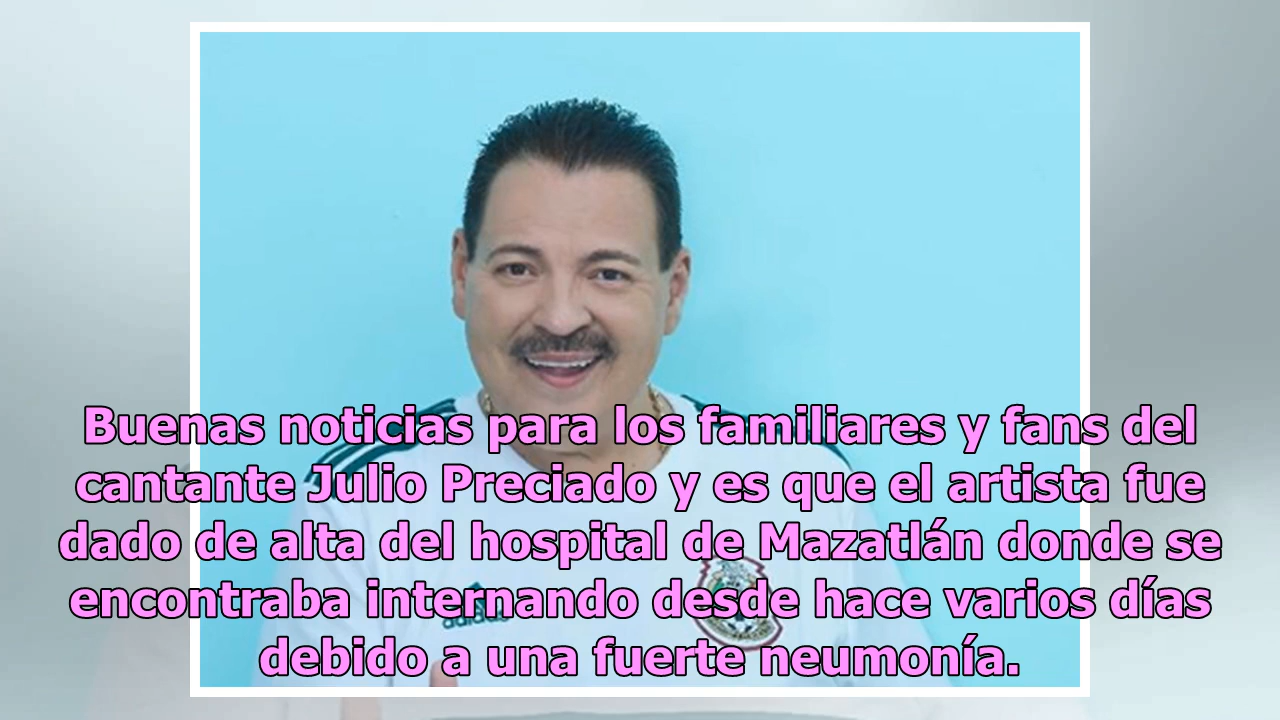 Buenas noticias para los familiares y fans del
cantante Julio Preciado y es que el artista fue
dado de alta del hospital de Mazatlán donde se
encontraba internando desde hace varios días
debido a una fuerte neumonía.
adidas